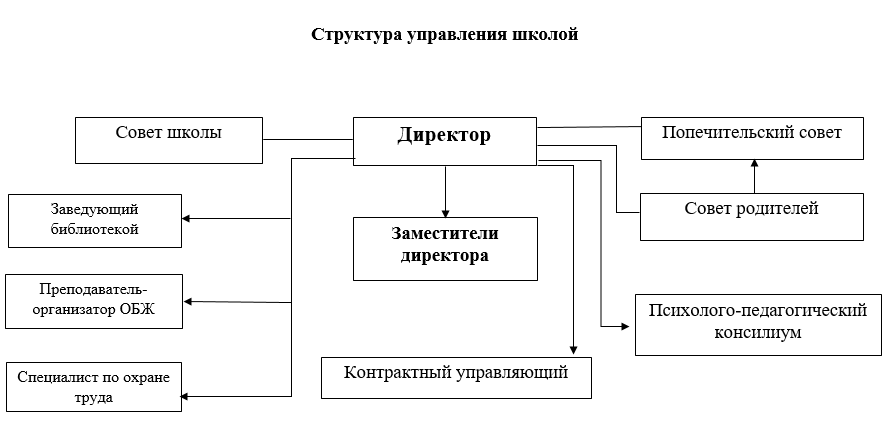 Структура управления школой
Совет школы
Директор
Попечительский совет
Заведующий
библиотекой
Заместители
директора
Совет родителей
Преподаватель-
организатор ОБЖ
Психолого-педагогический
консилиум
Специалист по охране
труда
Контрактный управляющий